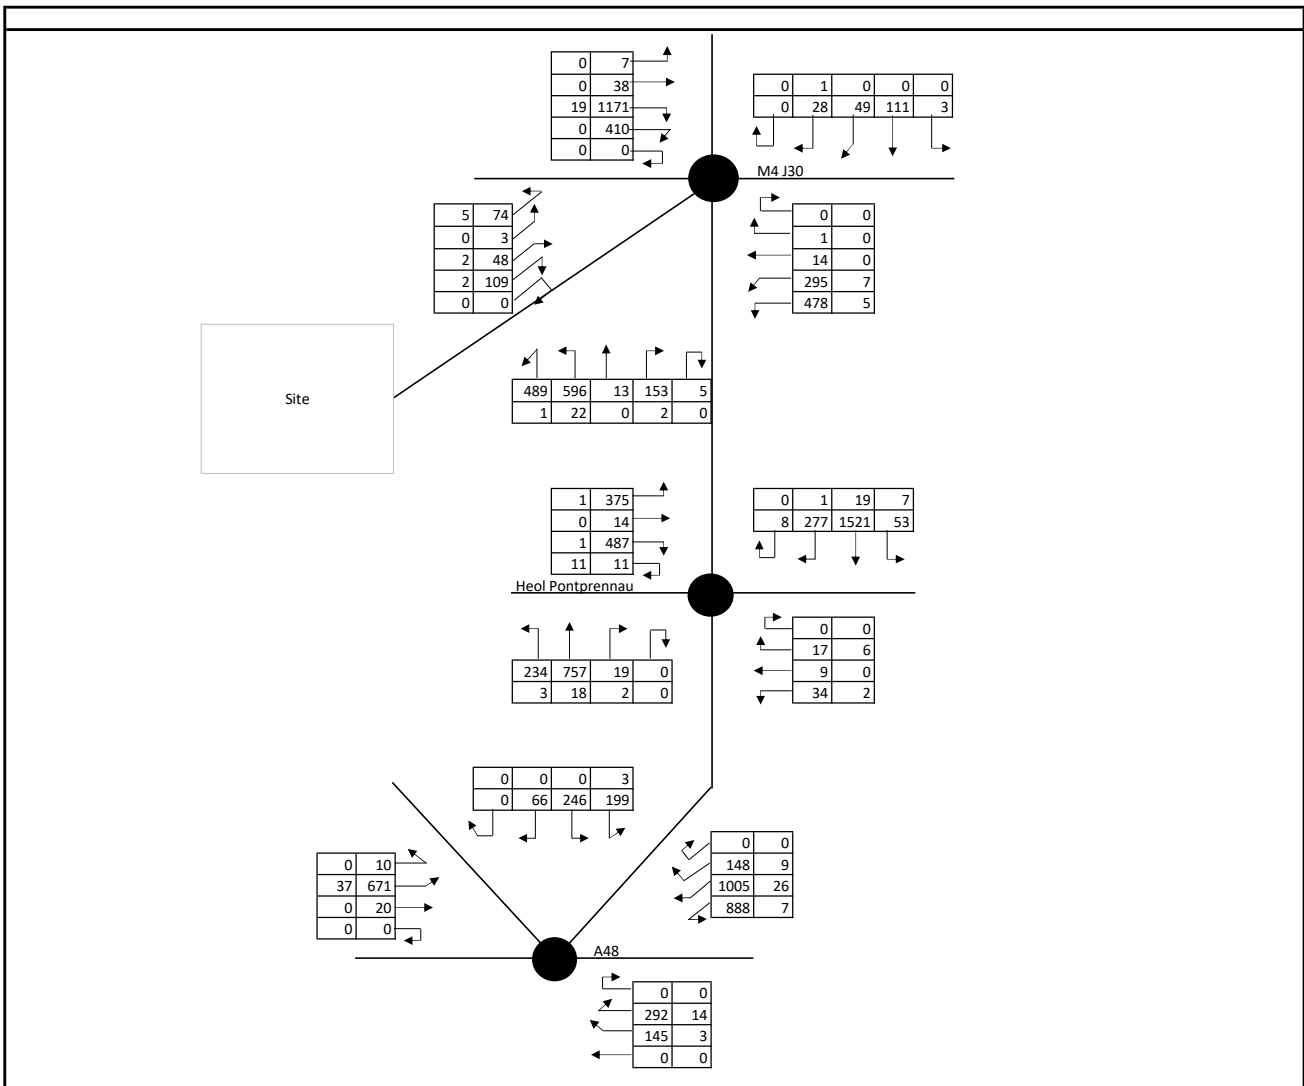 0 7
0 38
19 1171
0 410
0 0
0 1 0 0 0
0 28 49 111 3
M4 J30
5 74
0 3
2 48
2 109
0 0
0 0
1 0
14 0
295 7
478 5
Site
489 596 13 153 5
1 22 0 2 0
1 375
0 14
1 487
11 11
0 1 19 7
8 277 1521 53
Heol Pontprennau
234 757 19 0
3 18 2 0
0 0
17 6
9 0
34 2
0 0 0 3
0 66 246 199
0 10
37 671
0 20
0 0
0 0
148 9
1005 26
888 7
A48
0 0
292 14
145 3
0 0